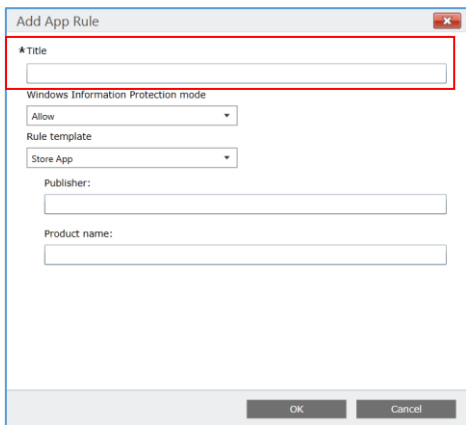 Add App Rule
*Title
Windows Information Protection mode
Allow
Rule template
Store App
Publisher:
Product name:
OK
Cancel